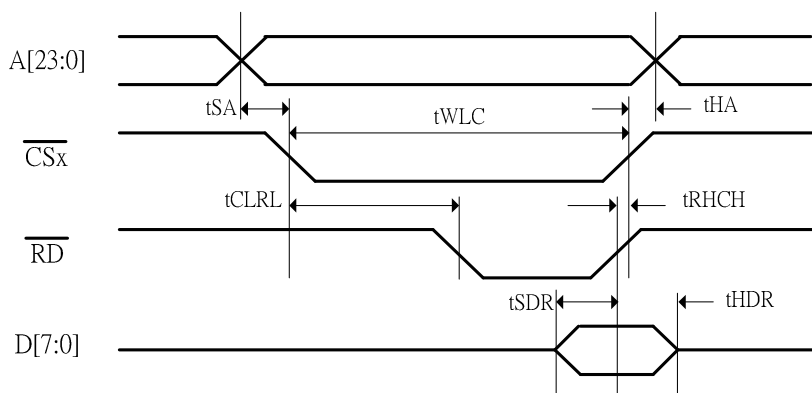 A[23:0]
tSA
tHA
tWLC
CSx
tCLRL
tRHCH
RD
tSDR
tHDR
D[7:0]